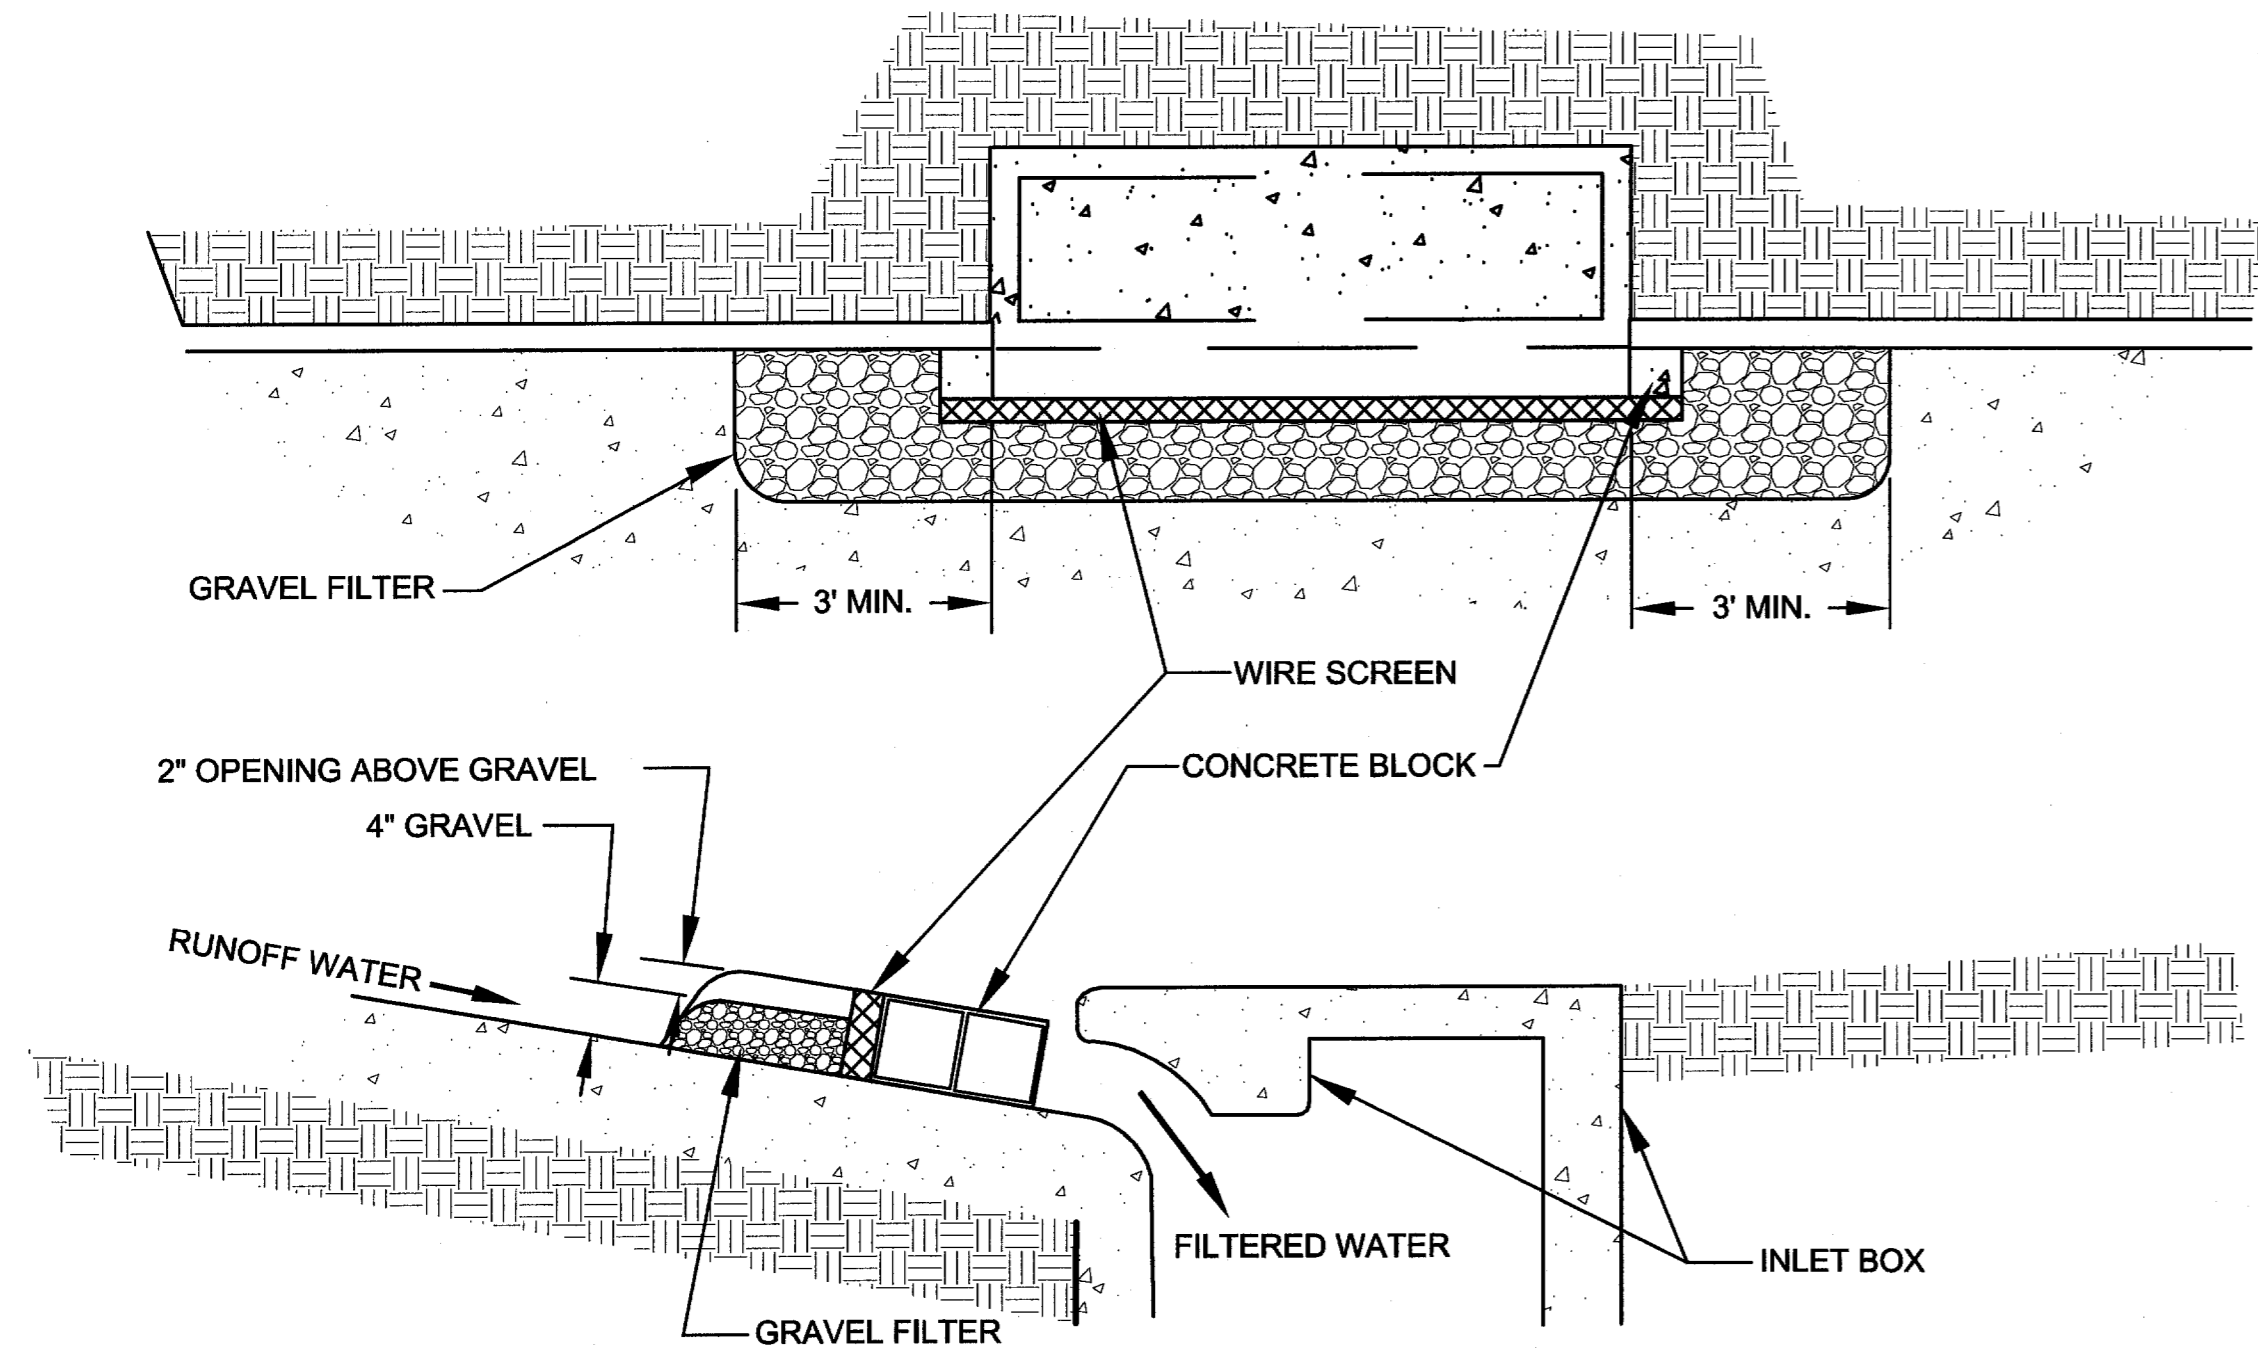 GRAVEL FILTER
3' MIN.
3' MIN.
WIRE SCREEN
CONCRETE BLOCK
2" OPENING ABOVE GRAVEL
4" GRAVEL
RUNOFF WATER
FILTERED WATER
INLET BOX
GRAVEL FILTER